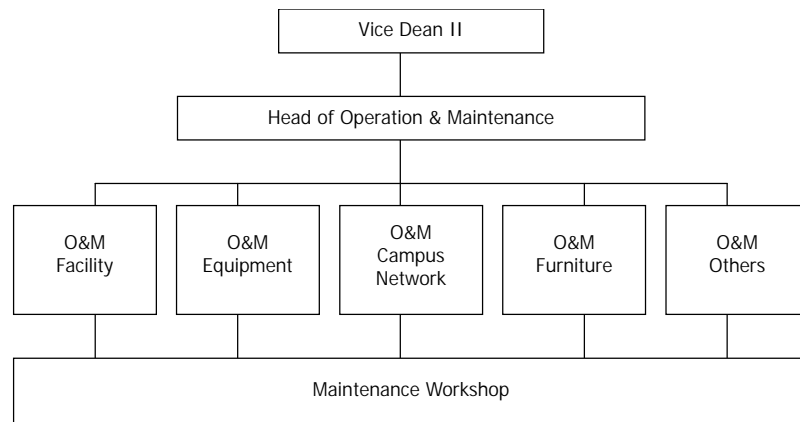 Vice Dean II
Head of Operation & Maintenance
O&M
Facility
O&M
Equipment
O&M
Campus
Network
O&M
Furniture
O&M
Others
Maintenance Workshop